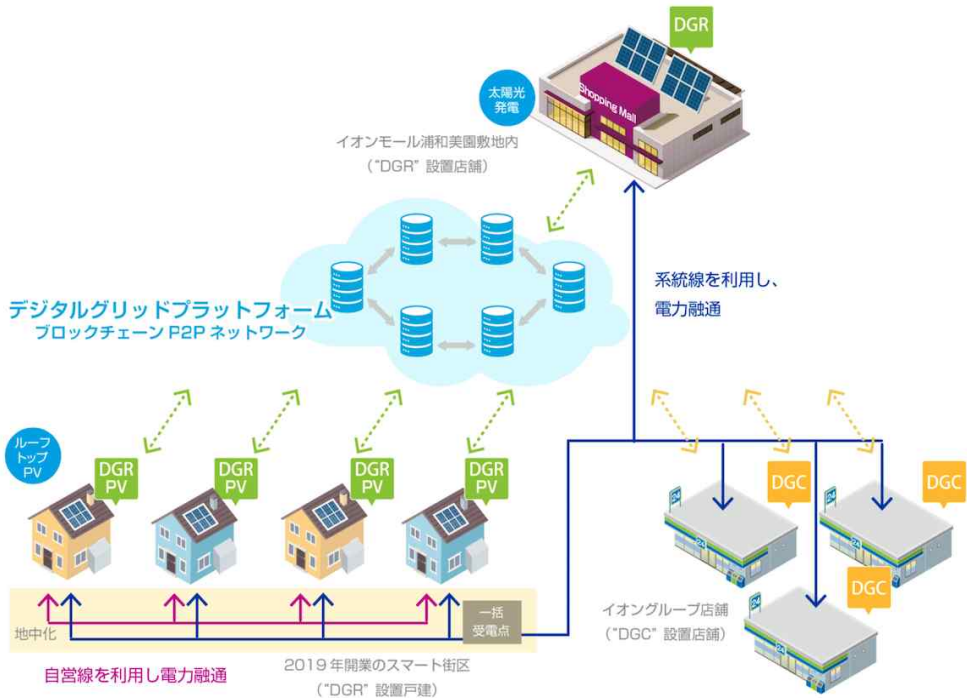 DGR
太陽光
発電
Shopping Mall
イオンモール浦和美園敷地内
（“DGR” 設置店舗）
系統線を利用し、
電力融通
デジタルグリッドプラットフォーム
ブロックチェーン P2P ネットワーク
ルーフ
トップ
PV
DGR
PV
DGR
PV
DGR
PV
DGR
PV
DGC
DGC
24
24
24
24
DGC
24
24
地中化
一括
受電点
イオングループ店舗
（“DGC” 設置店舗）
自営線を利用し電力融通
2019 年開業のスマート街区
（“DGR” 設置戸建）